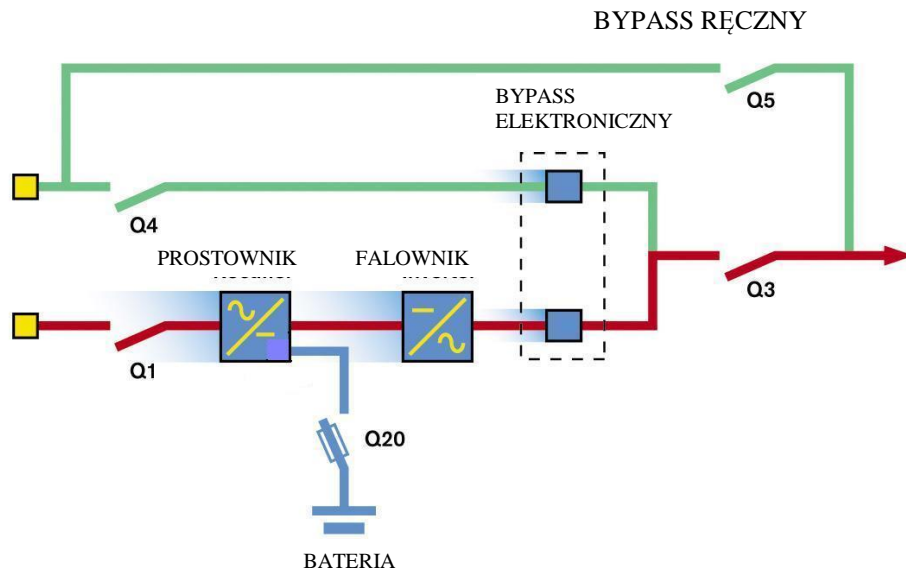 BYPASS RĘCZNY
Q5
BYPASS
ELEKTRONICZNY
Q4
PROSTOWNIK
FALOWNIK
Q3
Q1
Q20
BATERIA